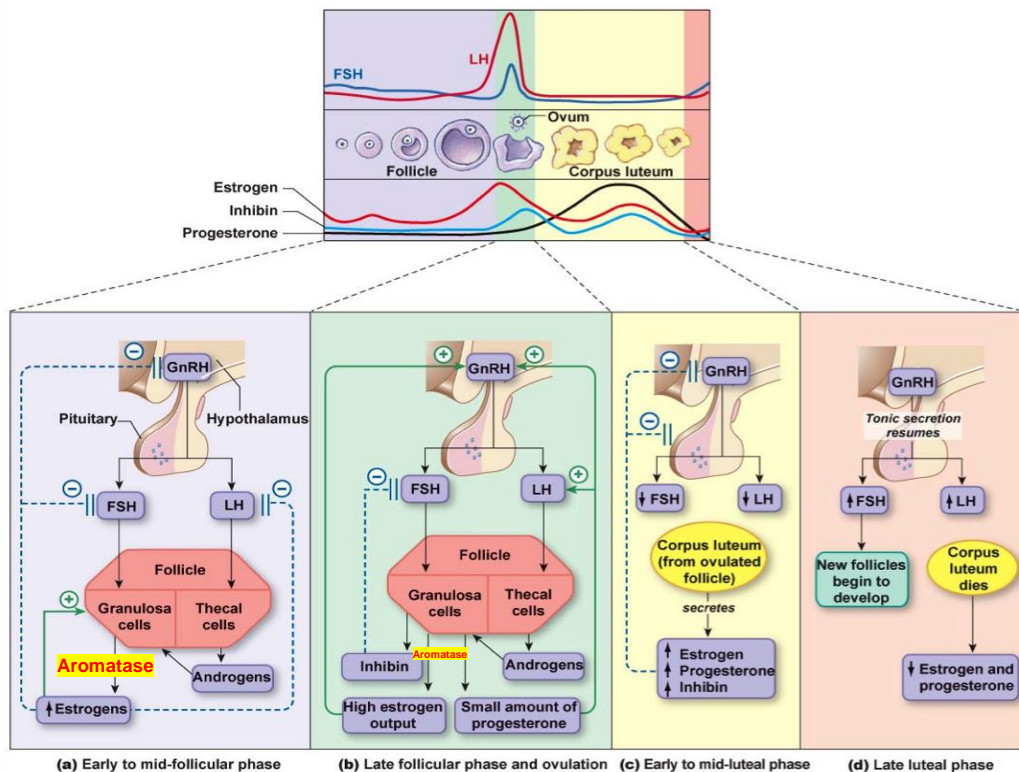 LH
FSH
Ovum
Follicle
Corpus luteum
Estrogen
Inhibin
Progesterone
−
GnRH
Pituitary
Hypothalamus
−
−
FSH
LH
Follicle
Granulosa
cells
Thecal
cells
+
Aromatase
Androgens
↑Estrogens
(a) Early to mid-follicular phase
+
+
GnRH
−
+
FSH
LH
Follicle
Granulosa
cells
Thecal
cells
Inhibin
Aromatase
Androgens
High estrogen
output
Small amount of
progesterone
(b) Late follicular phase and ovulation
−
GnRH
−
↓FSH
↓LH
Corpus luteum
(from ovulated
follicle)
secretes
↑ Estrogen
↑ Progesterone
↑ Inhibin
(c) Early to mid-luteal phase
GnRH
Tonic secretion
resumes
↑FSH
↑LH
New follicles
begin to
develop
Corpus
luteum
dies
↓ Estrogen and
progesterone
(d) Late luteal phase